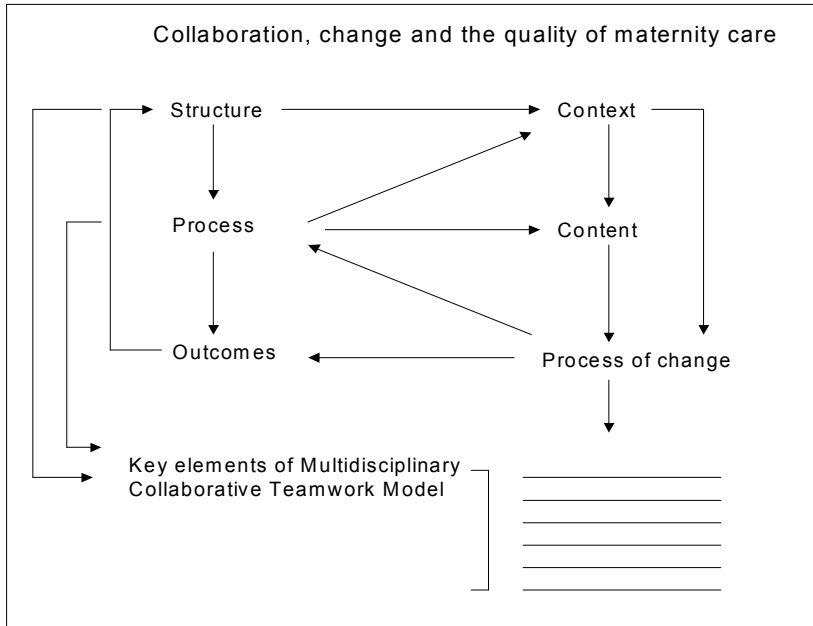 Collaboration, change and the quality of maternity care
Structure
Context
Process
Content
Outcomes
Process of change
Key elements of Multidisciplinary
Collaborative Teamwork Model